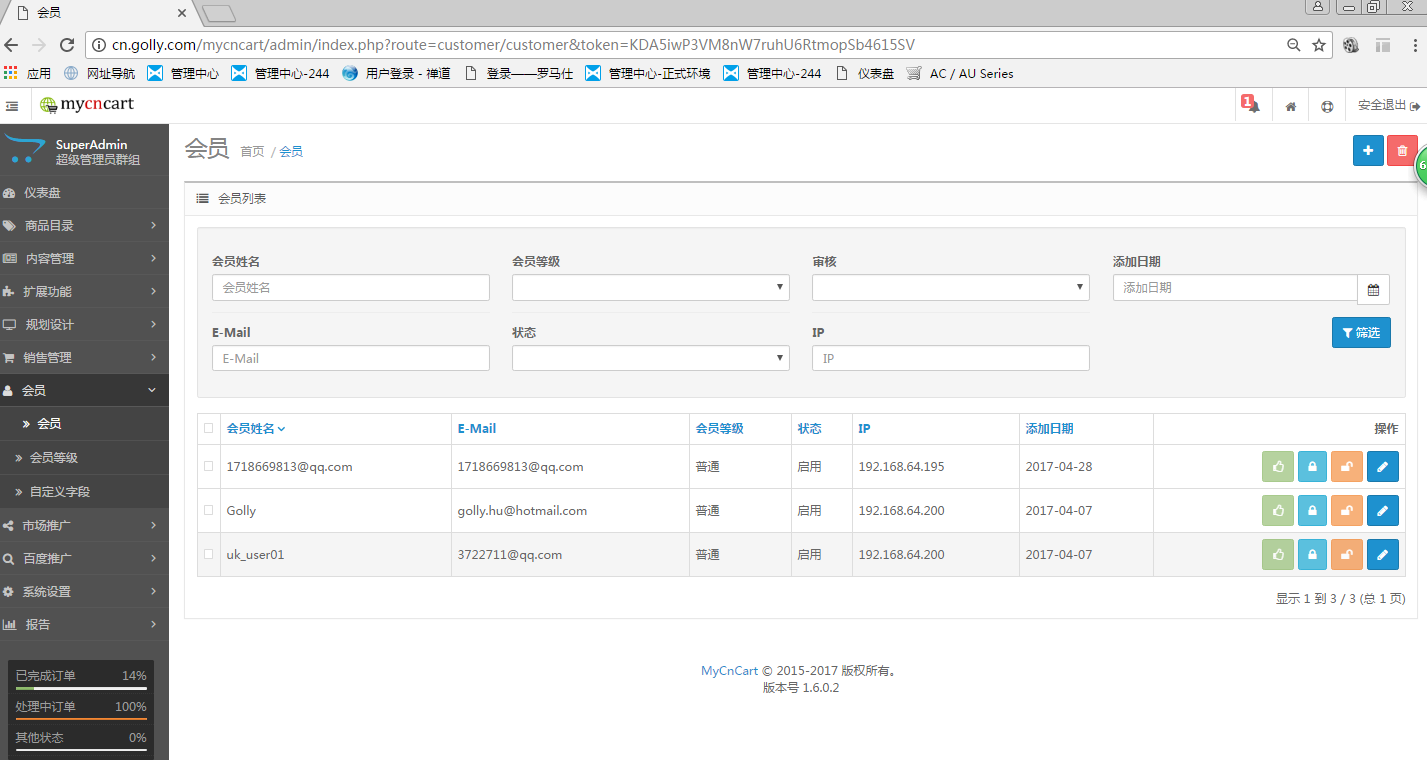 会员
cn.golly.com/mycncart/admin/index.php?route=customer/customer&token=KDA5iwP3VM8nW7ruhU6RtmopSb4615SV
应用 网址导航 管理中心 管理中心-244 用户登录 - 禅道 登录——罗马仕 管理中心-正式环境 管理中心-244 仪表盘 AC / AU Series
mycncart 1 安全退出
SuperAdmin
超级管理员群组
仪表盘
商品目录
内容管理
扩展功能
规划设计
销售管理
会员
会员
会员等级
自定义字段
市场推广
百度推广
系统设置
报告
已完成订单 14%
处理中订单 100%
其他状态 0%
会员 首页 / 会员
6
会员列表
会员姓名 会员等级 审核 添加日期
会员姓名 添加日期
E-Mail 状态 IP 筛选
E-Mail IP
会员姓名 E-Mail 会员等级 状态 IP 添加日期 操作
1718669813@qq.com 1718669813@qq.com 普通 启用 192.168.64.195 2017-04-28
Golly golly.hu@hotmail.com 普通 启用 192.168.64.200 2017-04-07
uk_user01 3722711@qq.com 普通 启用 192.168.64.200 2017-04-07
显示 1 到 3 / 3 (总 1 页)
MyCnCart © 2015-2017 版权所有。
版本号 1.6.0.2